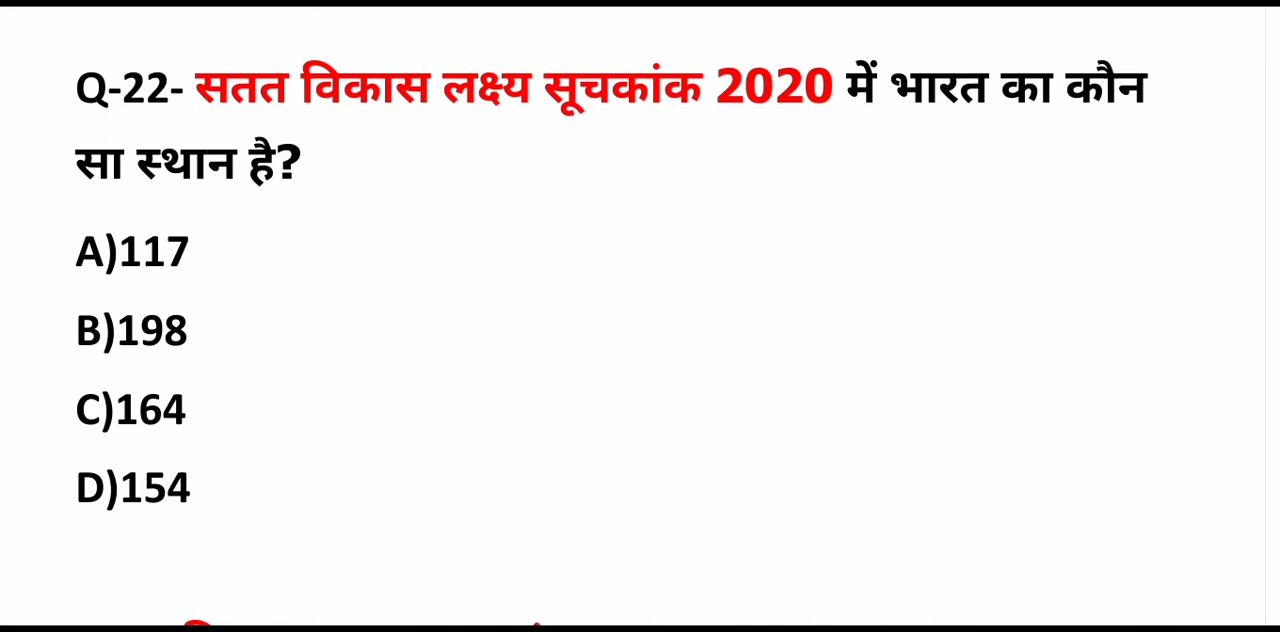 Q-22- सतत विकास लक्ष्य सूचकांक 2020 में भारत का कौन
सा स्थान है?
A)117
B)198
C)164
D)154